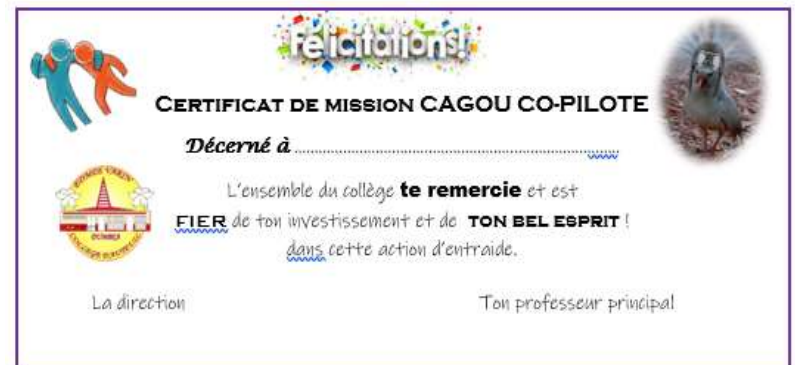 Félicitations!
CERTIFICAT DE MISSION CAGOU CO-PILOTE
Décerné à ........................................................................
L'ensemble du collège te remercie et est
FIER de ton investissement et de TON BEL ESPRIT !
dans cette action d'entraide.
La direction
Ton professeur principal